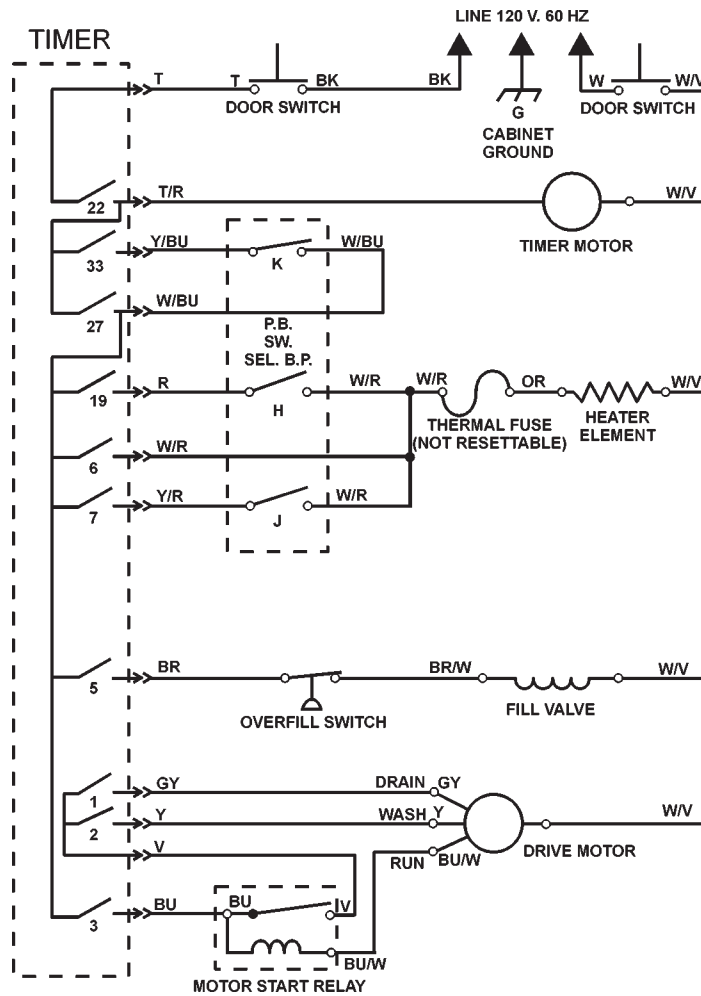 LINE 120 V. 60 HZ
TIMER
T T BK BK W W/V
DOOR SWITCH G DOOR SWITCH
CABINET
GROUND
22 T/R W/V
TIMER MOTOR
33 Y/BU K W/BU
27 W/BU
P.B.
SW.
SEL. B.P.
19 R H W/R W/R OR W/V
THERMAL FUSE
(NOT RESETTABLE)
HEATER
ELEMENT
6 W/R
7 Y/R J W/R
5 BR BR/W W/V
OVERFILL SWITCH FILL VALVE
1 GY DRAIN GY
2 Y WASH Y W/V
V RUN BU/W DRIVE MOTOR
3 BU BU V
BU/W
MOTOR START RELAY